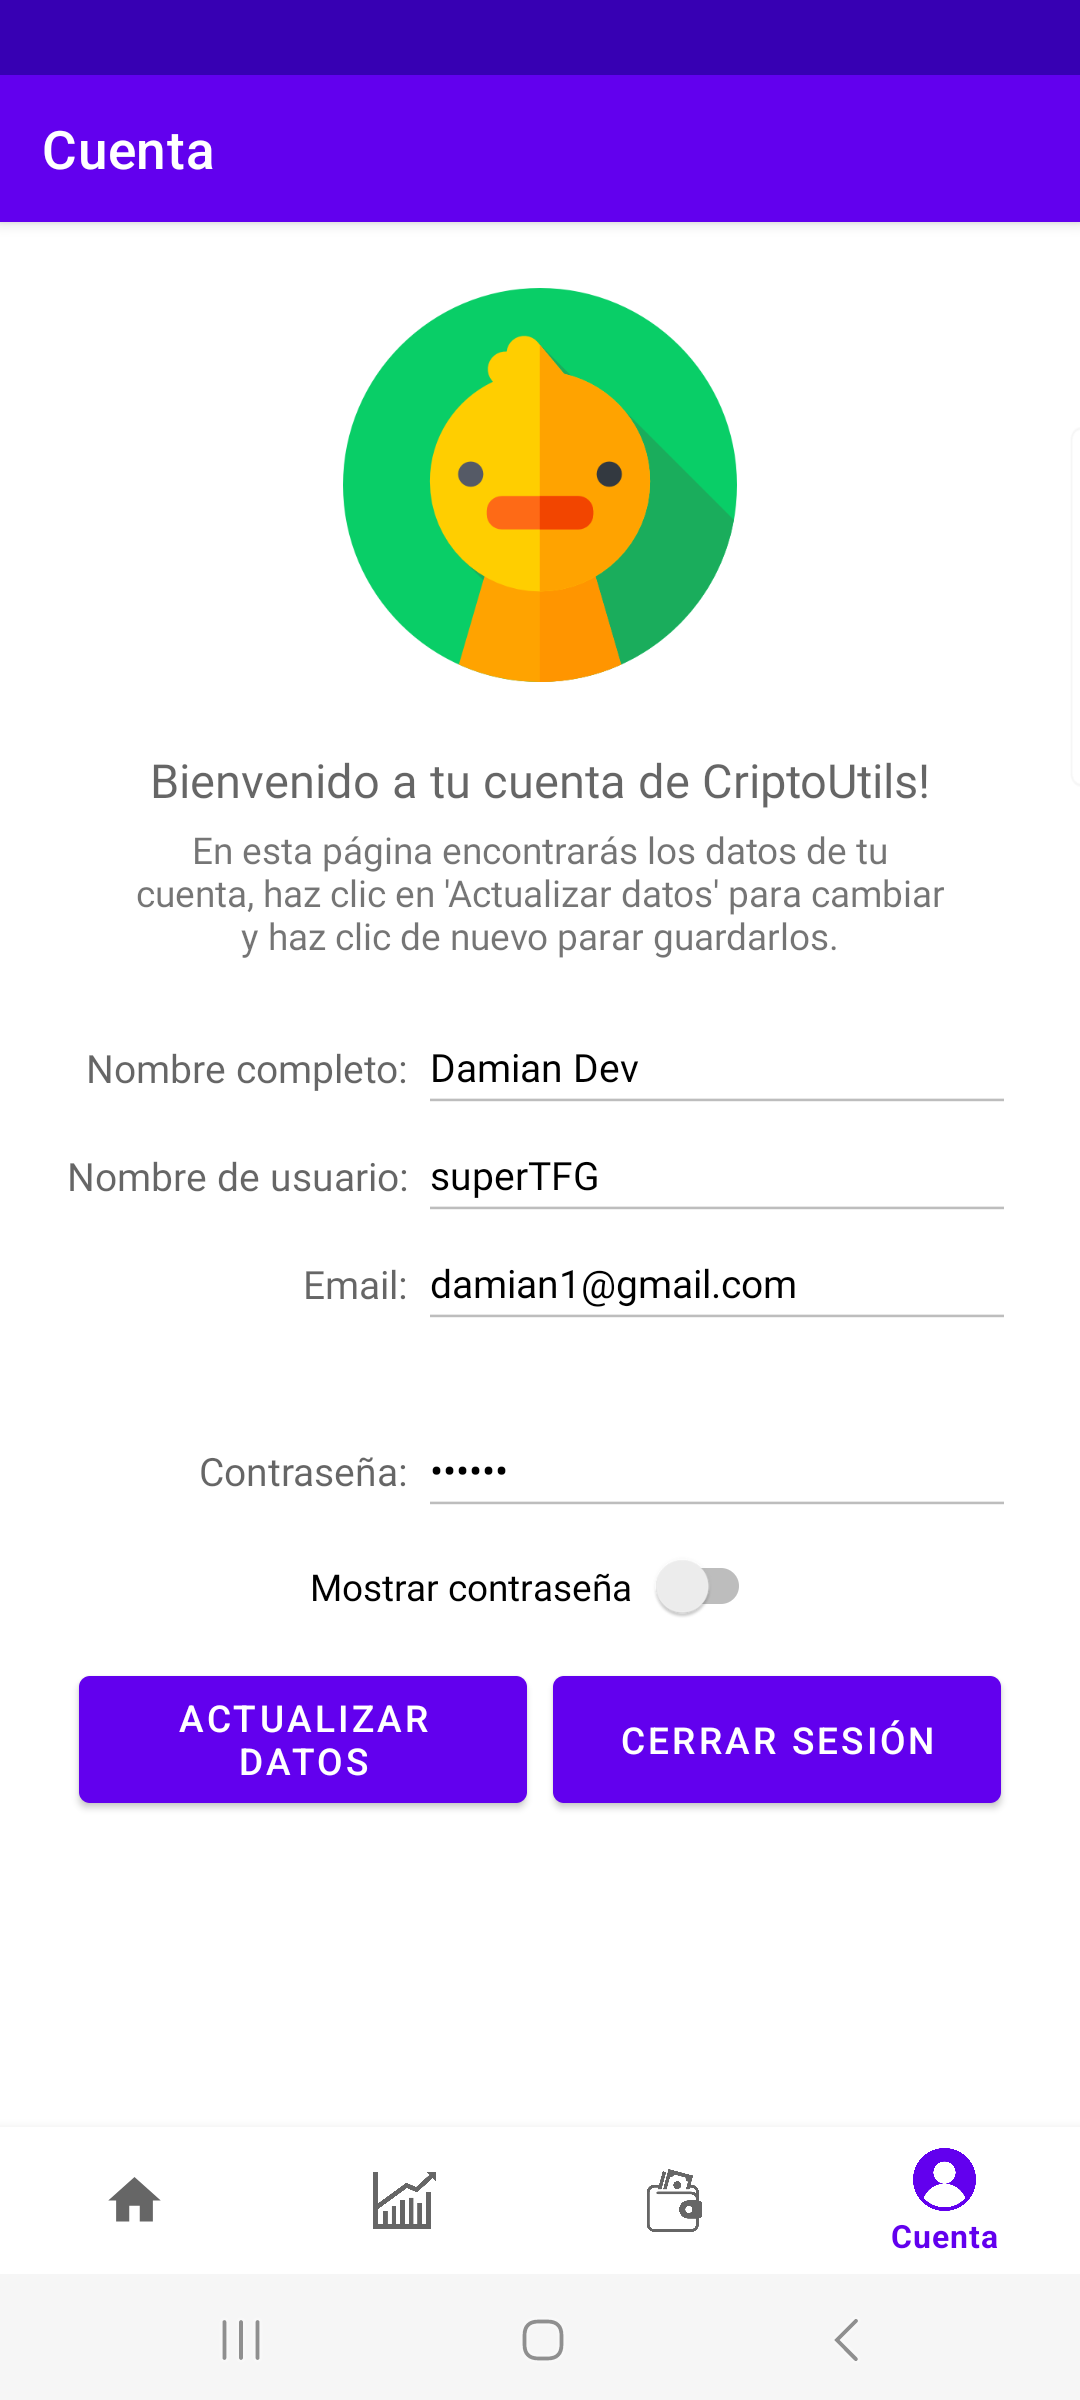 Cuenta
Bienvenido a tu cuenta de CriptoUtils!
En esta página encontrarás los datos de tu
cuenta, haz clic en 'Actualizar datos' para cambiar
y haz clic de nuevo parar guardarlos.
Nombre completo: Damian Dev
Nombre de usuario: superTFG
Email: damian1@gmail.com
Contraseña: ••••••
Mostrar contraseña
ACTUALIZAR
DATOS
CERRAR SESIÓN
Cuenta